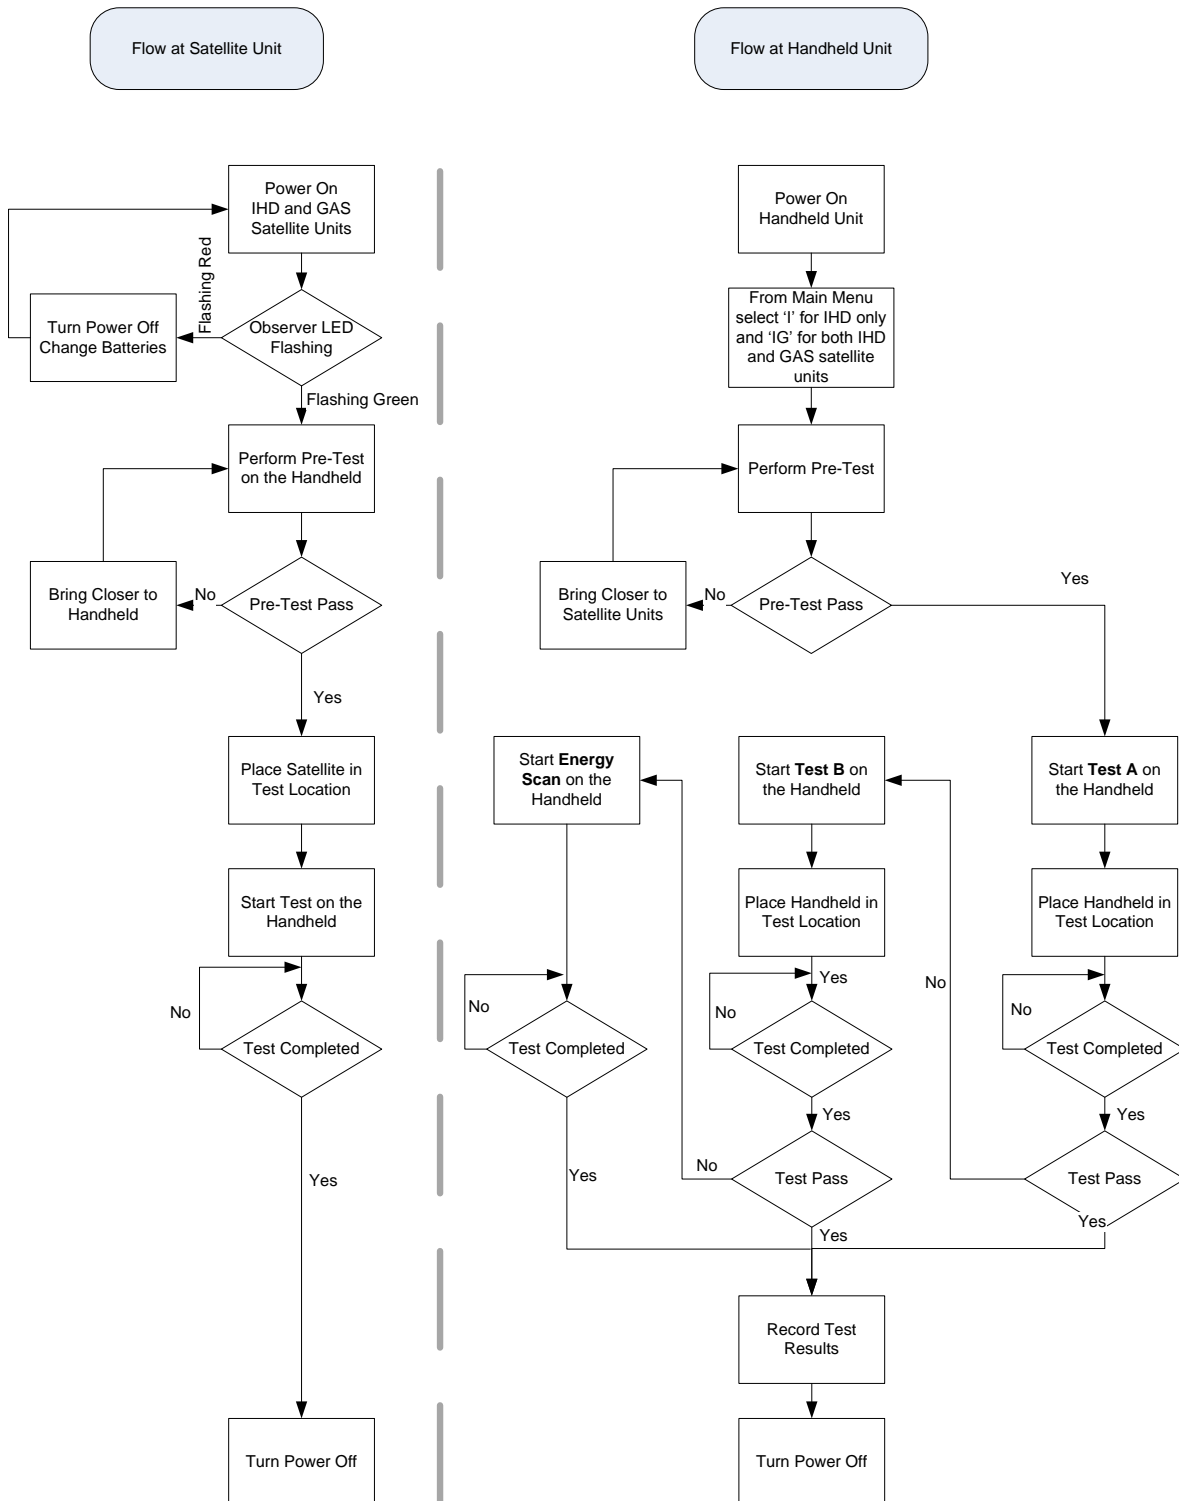 Flow at Satellite Unit
Flow at Handheld Unit
Power On
IHD and GAS
Satellite Units
Flashing Red
Turn Power Off
Change Batteries
Observer LED
Flashing
Flashing Green
Perform Pre-Test
on the Handheld
Bring Closer to
Handheld
No
Pre-Test Pass
Yes
Place Satellite in
Test Location
Start Test on the
Handheld
No
Test Completed
Yes
Turn Power Off
Power On
Handheld Unit
From Main Menu
select ‘I’ for IHD only
and ‘IG’ for both IHD
and GAS satellite
units
Perform Pre-Test
Bring Closer to
Satellite Units
No
Pre-Test Pass
Yes
Start Energy
Scan on the
Handheld
Start Test B on
the Handheld
Start Test A on
the Handheld
Place Handheld in
Test Location
Place Handheld in
Test Location
No
Yes
No
No
No
Test Completed
Test Completed
Test Completed
Yes
Yes
Yes
No
Test Pass
Test Pass
Yes
Yes
Record Test
Results
Turn Power Off